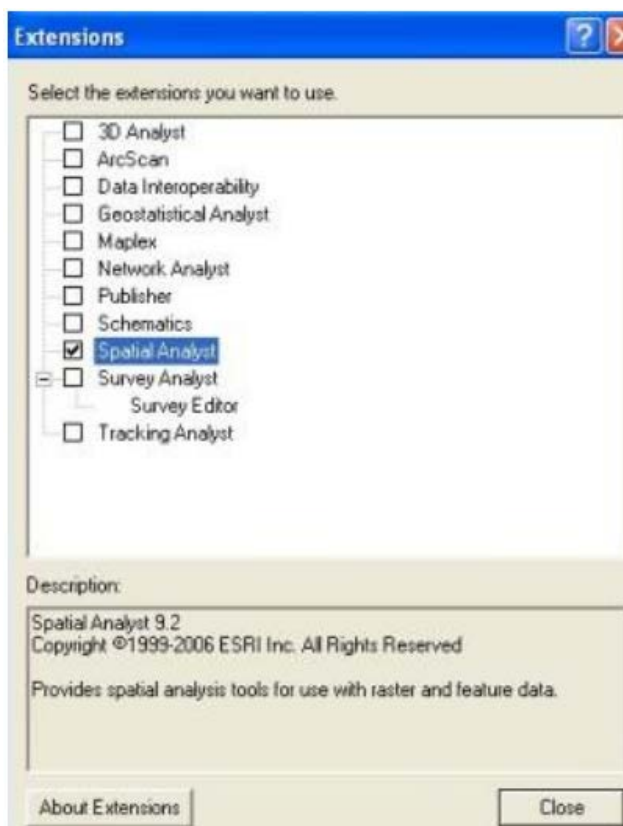 Extensions
Select the extensions you want to use.
3D Analyst
ArcScan
Data Interoperability
Geostatistical Analyst
Maplex
Network Analyst
Publisher
Schematics
Spatial Analyst
Survey Analyst
Survey Editor
Tracking Analyst
Description:
Spatial Analyst 9.2
Copyright ©1999-2006 ESRI Inc. All Rights Reserved
Provides spatial analysis tools for use with raster and feature data.
About Extensions
Close